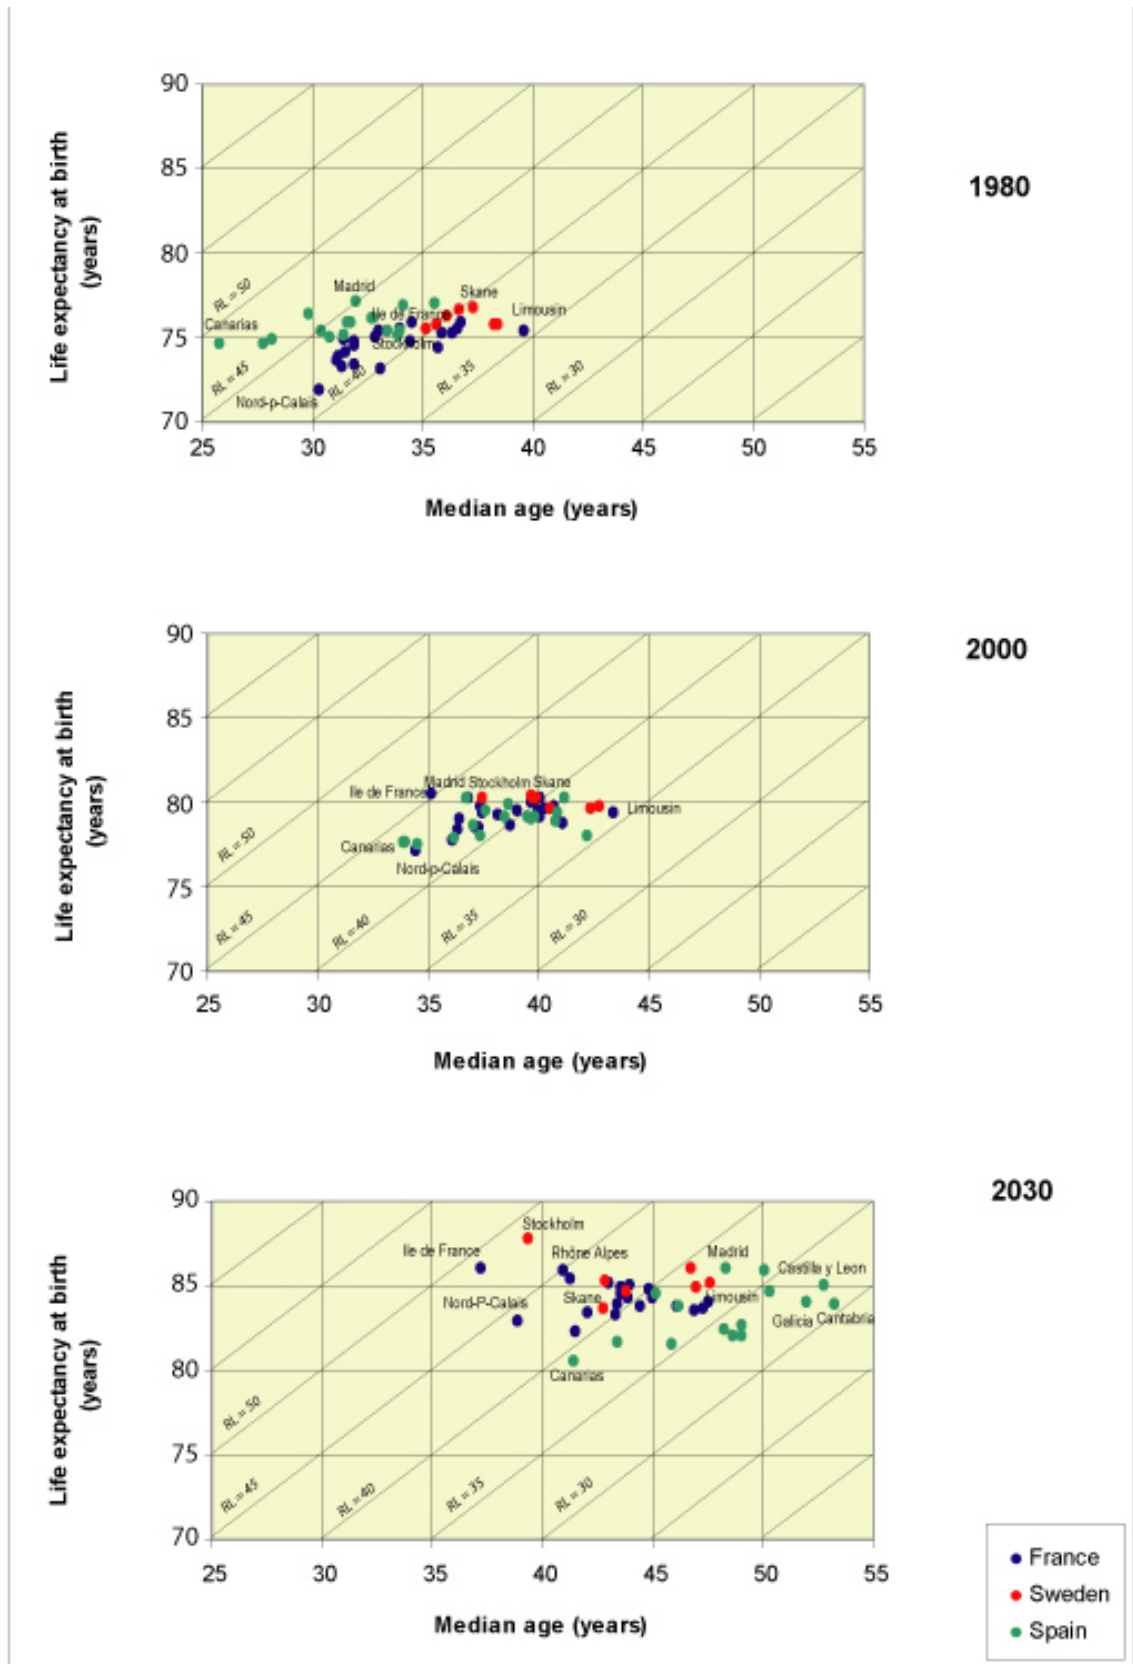 1980
Life expectancy at birth
(years)
90
85
80
75
70
RL = 50
RL = 45
RL = 40
RL = 35
RL = 30
Madrid
Skane
Canarias
Ile de France
Limousin
Stockholm
Nord-p-Calais
25 30 35 40 45 50 55
Median age (years)
2000
Life expectancy at birth
(years)
90
85
80
75
70
Madrid Stockholm Skane
Ile de France
Limousin
Canarias
Nord-p-Calais
RL = 50
RL = 45
RL = 40
RL = 35
RL = 30
25 30 35 40 45 50 55
Median age (years)
2030
Life expectancy at birth
(years)
90
85
80
75
70
Stockholm
Ile de France
Rhône Alpes
Madrid
Castilla y Leon
Nord-P-Calais
Skane
Limousin
Galicia
Cantabria
Canarias
RL = 50
RL = 45
RL = 40
RL = 35
RL = 30
25 30 35 40 45 50 55
Median age (years)
France
Sweden
Spain